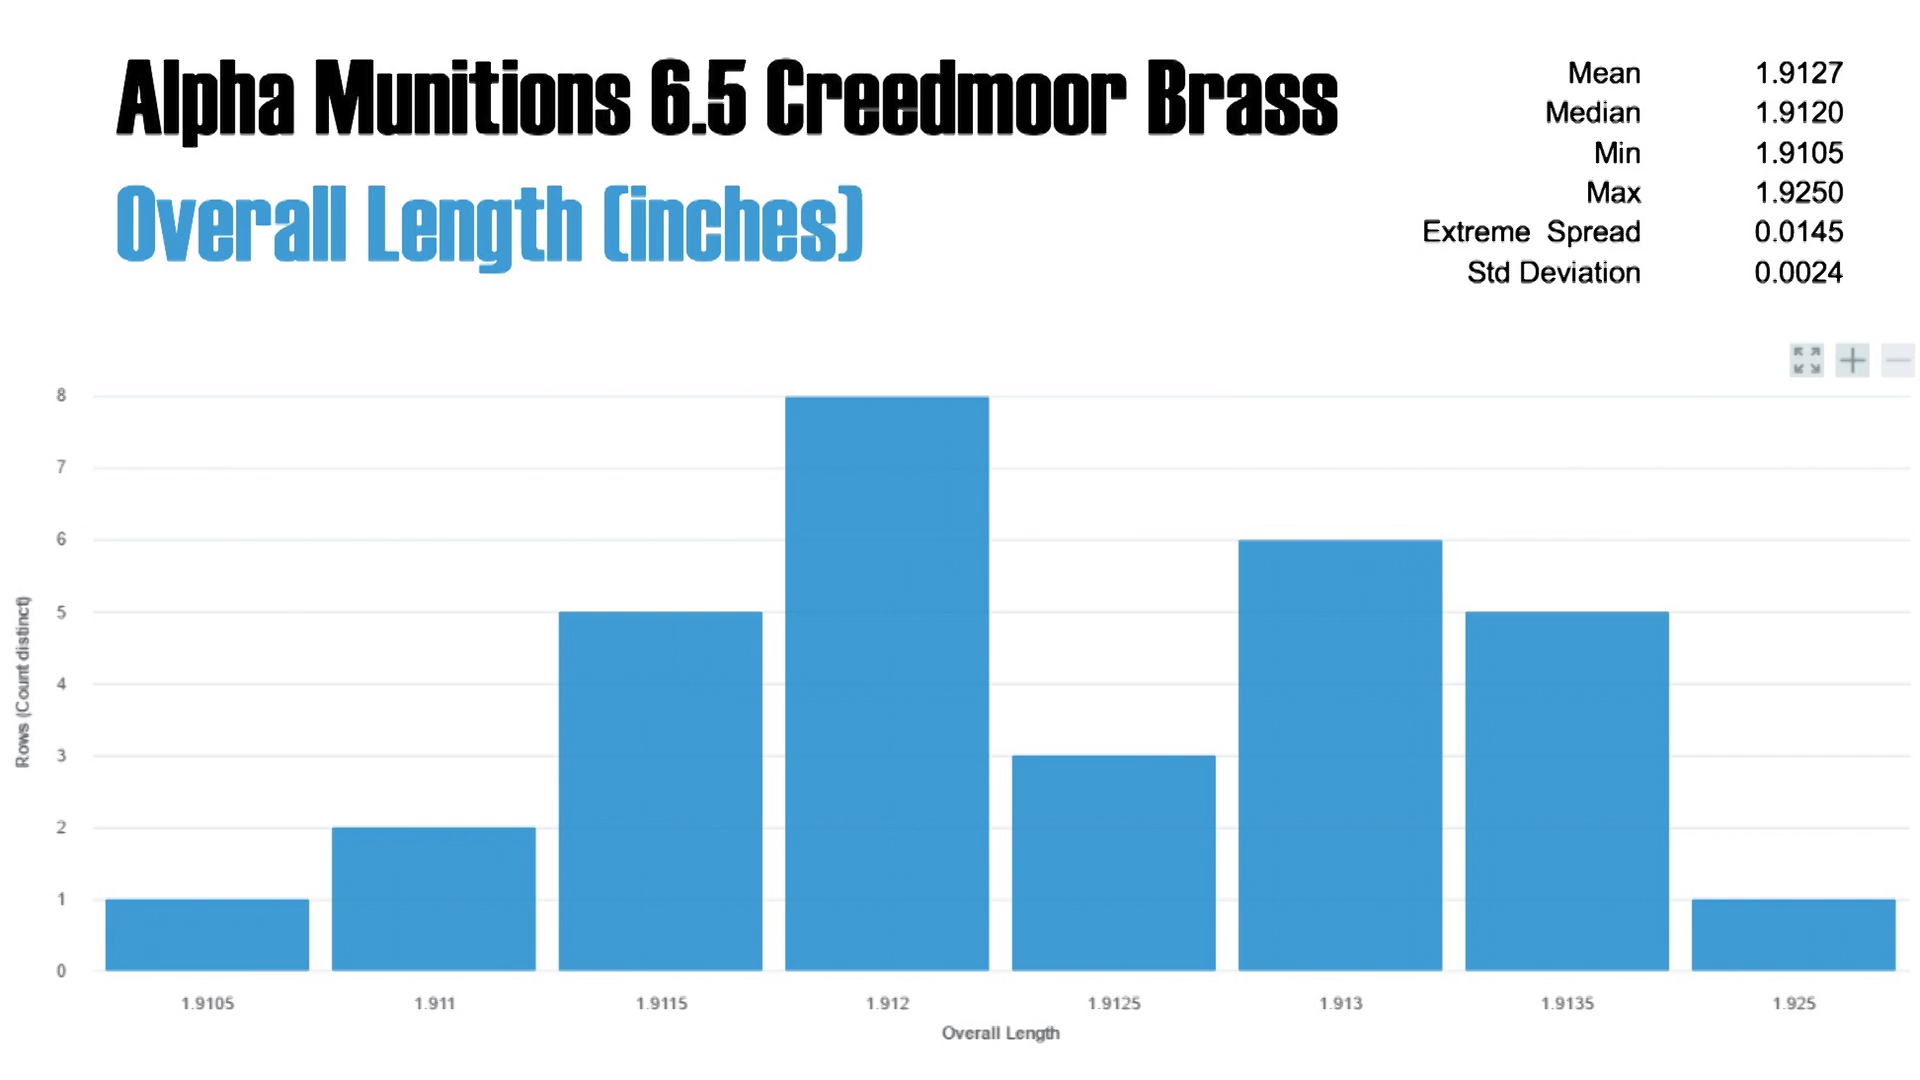 Alpha Munitions 6.5 Creedmoor Brass
Overall Length (inches)
Mean 1.9127
Median 1.9120
Min 1.9105
Max 1.9250
Extreme Spread 0.0145
Std Deviation 0.0024
8
7
6
5
4
3
2
1
0
Rows (Count distinct)
1.9105 1.911 1.9115 1.912 1.9125 1.913 1.9135 1.925
Overall Length